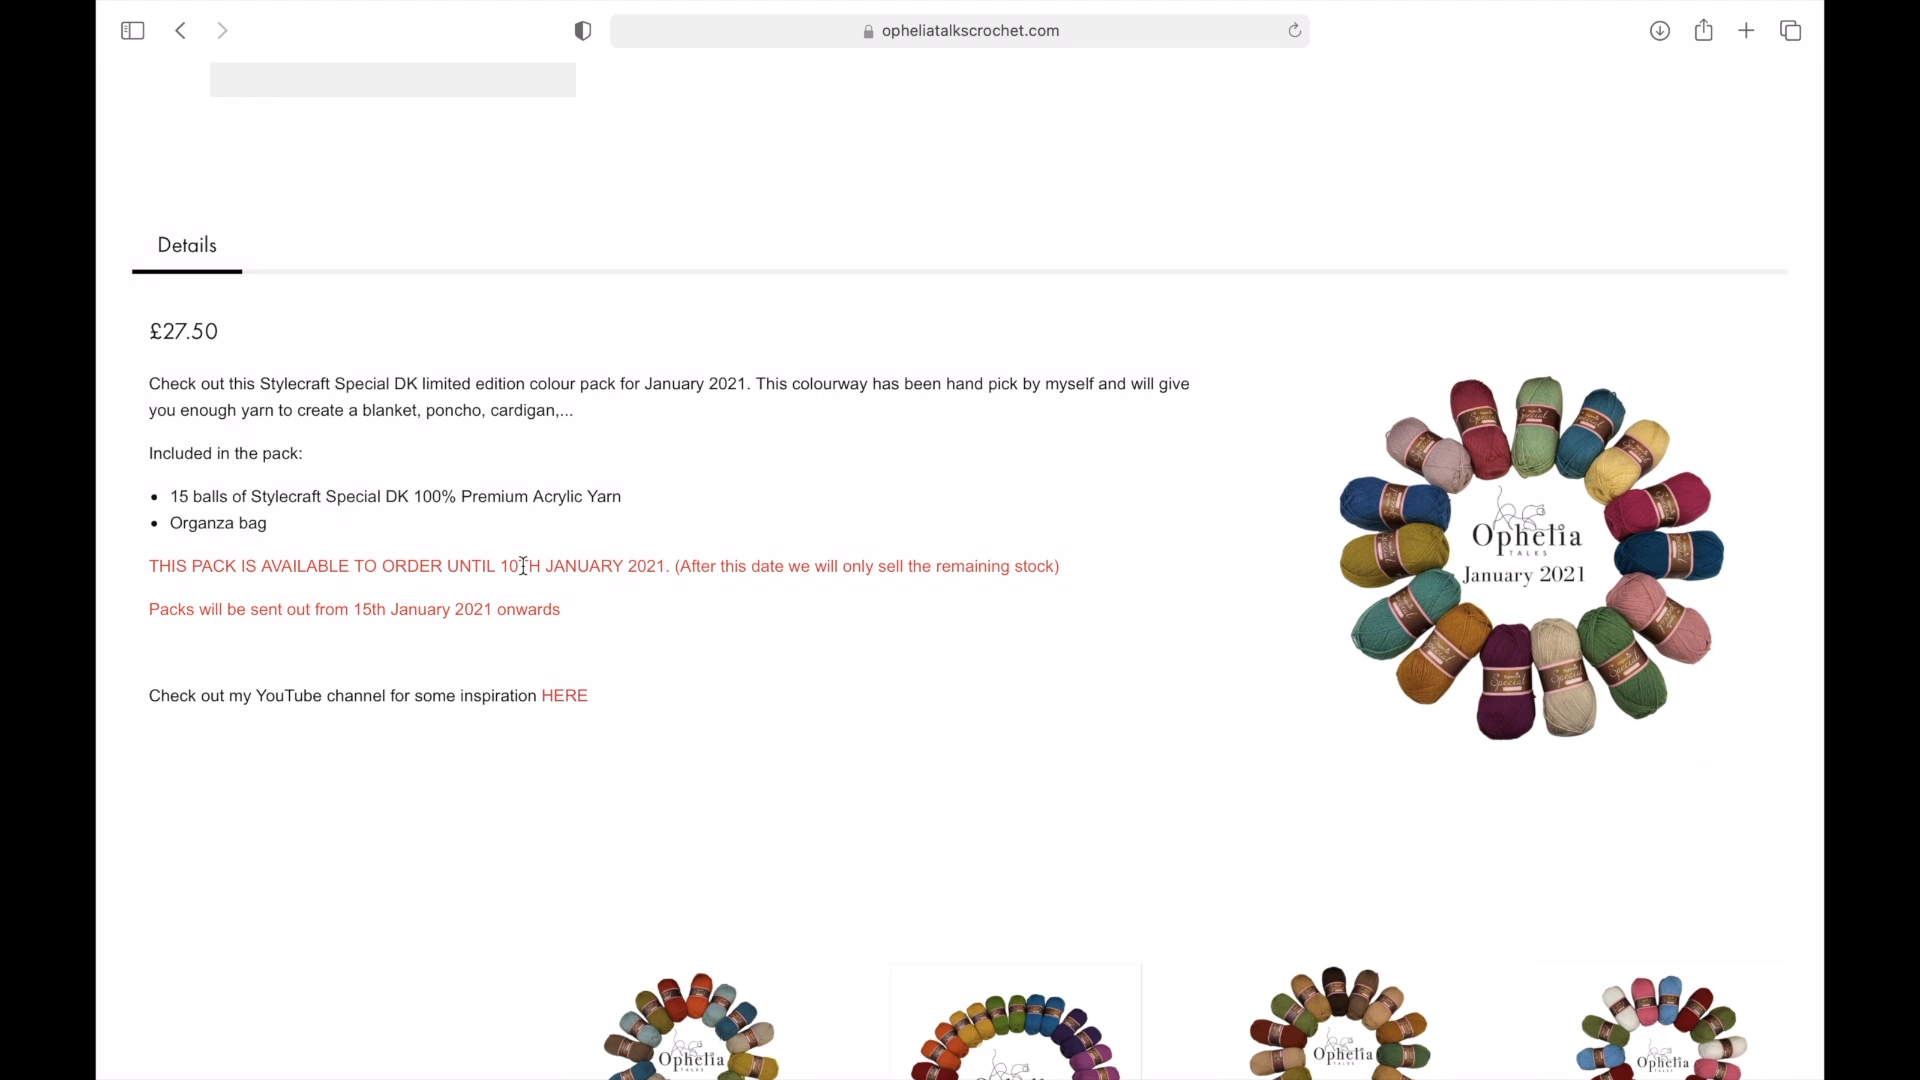 opheliatalkscrochet.com
Details
£27.50
Check out this Stylecraft Special DK limited edition colour pack for January 2021. This colourway has been hand pick by myself and will give
you enough yarn to create a blanket, poncho, cardigan,...
Included in the pack:
15 balls of Stylecraft Special DK 100% Premium Acrylic Yarn
Organza bag
THIS PACK IS AVAILABLE TO ORDER UNTIL 10TH JANUARY 2021. (After this date we will only sell the remaining stock)
Packs will be sent out from 15th January 2021 onwards
Check out my YouTube channel for some inspiration HERE
Ophelia
TALKS
January 2021
Special
Special
Ophelia
TALKS
Ophelia
TALKS
Ophelia
TALKS